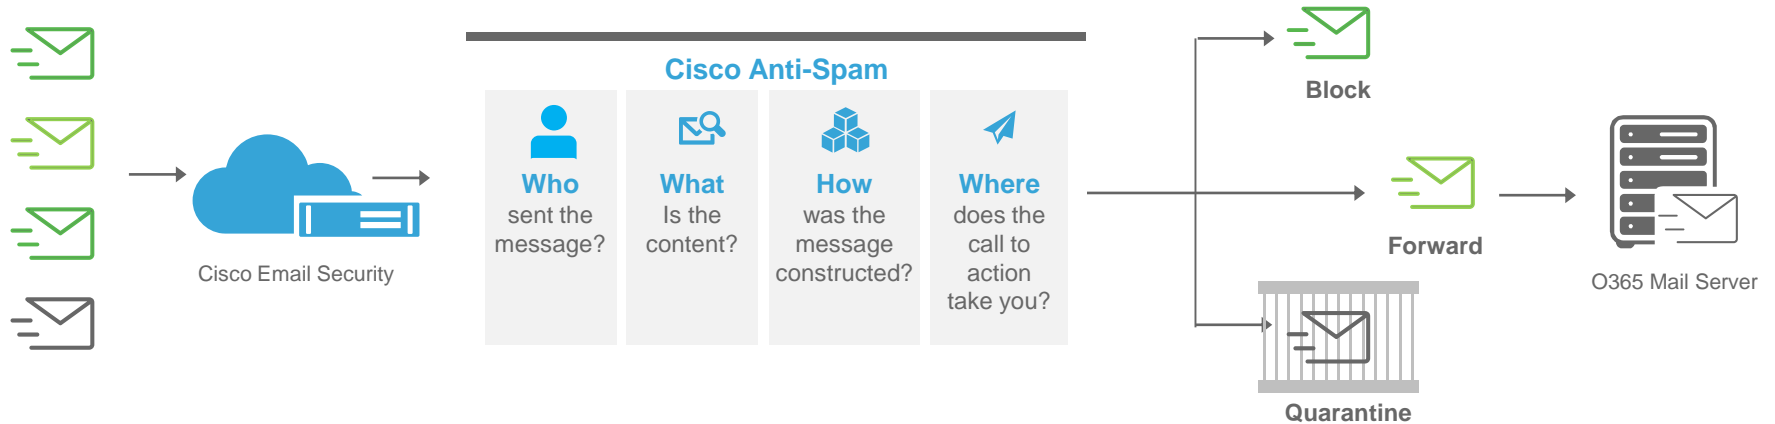 Cisco Email Security
Cisco Anti-Spam
Who
sent the
message?
What
Is the
content?
How
was the
message
constructed?
Where
does the
call to
action
take you?
Block
Forward
O365 Mail Server
Quarantine